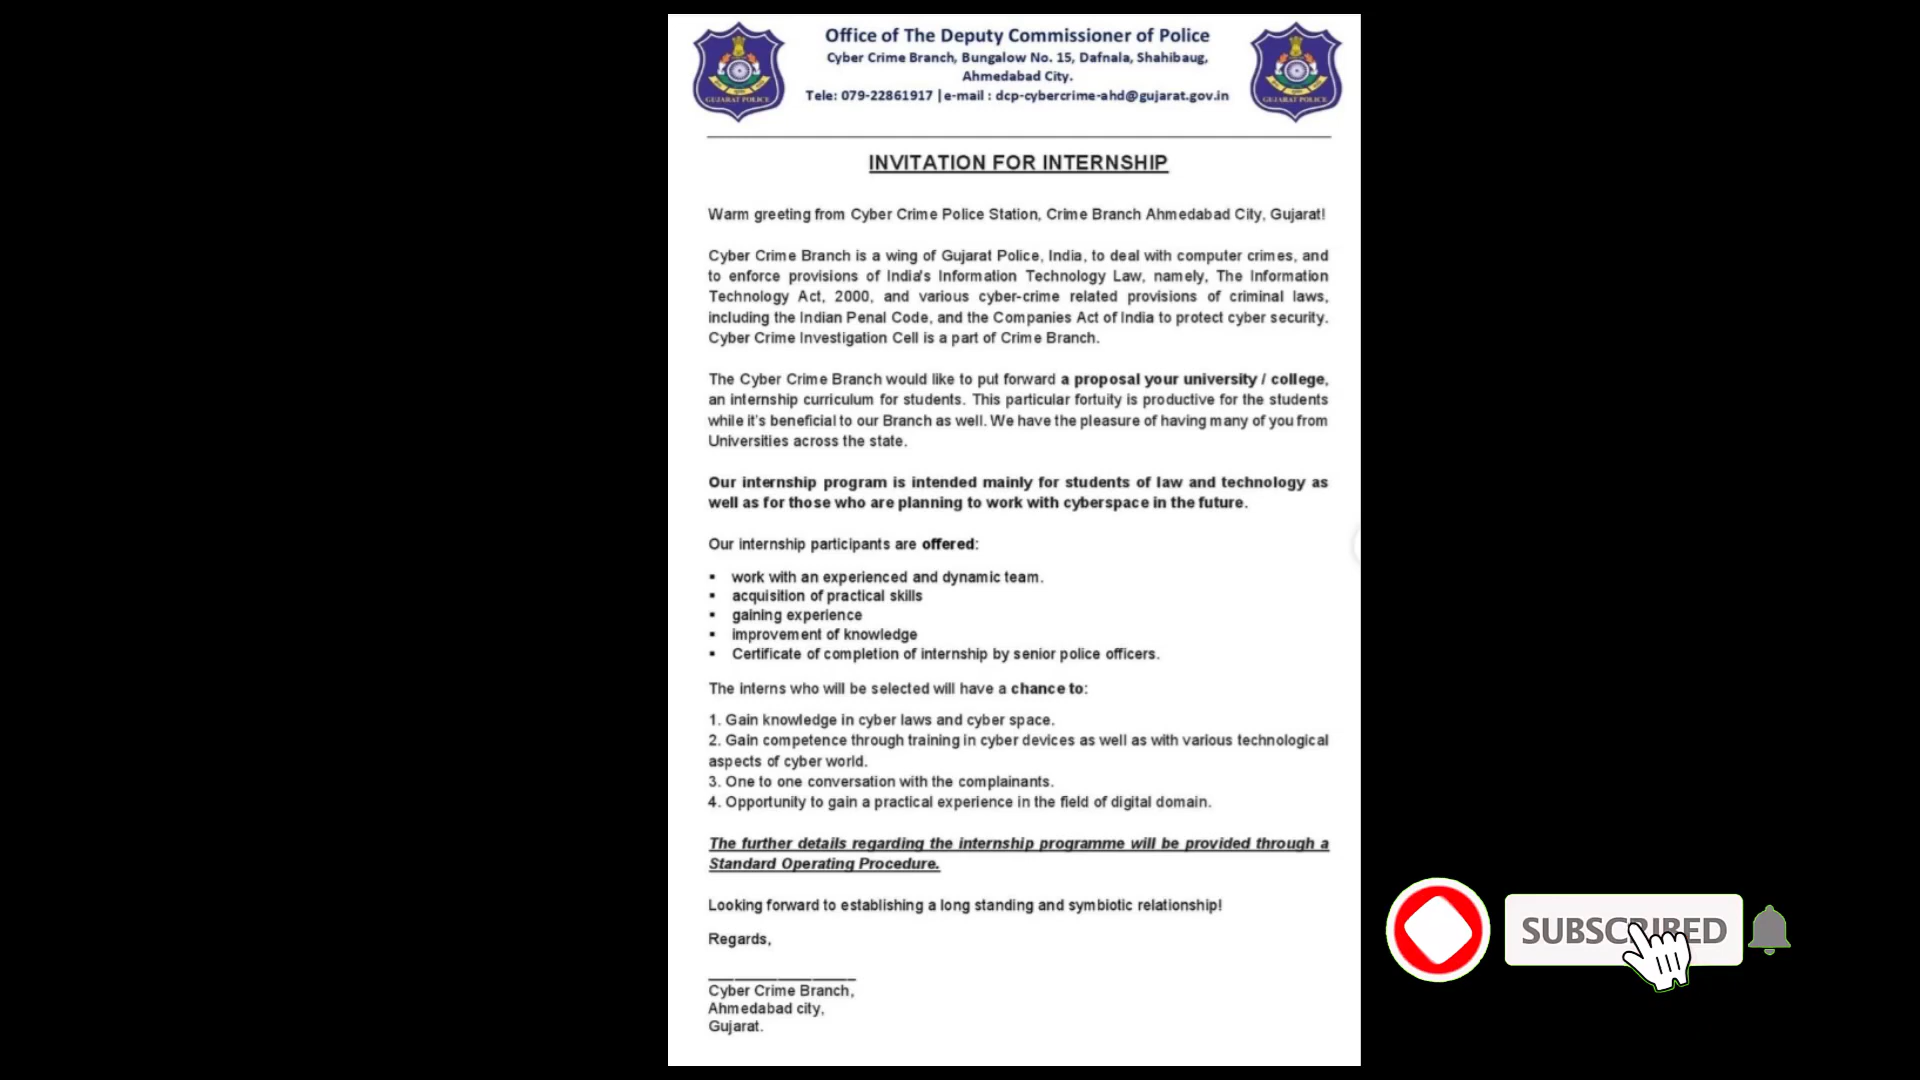 Office of The Deputy Commissioner of Police
Cyber Crime Branch, Bungalow No. 15, Dafnala, Shahibaug,
Ahmedabad City.
Tele: 079-22861917 | e-mail : dcp-cybercrime-ahd@gujarat.gov.in
GUJARAT POLICE
GUJARAT POLICE
INVITATION FOR INTERNSHIP
Warm greeting from Cyber Crime Police Station, Crime Branch Ahmedabad City, Gujarat!
Cyber Crime Branch is a wing of Gujarat Police, India, to deal with computer crimes, and
to enforce provisions of India's Information Technology Law, namely, The Information
Technology Act, 2000, and various cyber-crime related provisions of criminal laws,
including the Indian Penal Code, and the Companies Act of India to protect cyber security.
Cyber Crime Investigation Cell is a part of Crime Branch.
The Cyber Crime Branch would like to put forward a proposal your university / college,
an internship curriculum for students. This particular fortuity is productive for the students
while it's beneficial to our Branch as well. We have the pleasure of having many of you from
Universities across the state.
Our internship program is intended mainly for students of law and technology as
well as for those who are planning to work with cyberspace in the future.
Our internship participants are offered:
▪ work with an experienced and dynamic team.
▪ acquisition of practical skills
▪ gaining experience
▪ improvement of knowledge
▪ Certificate of completion of internship by senior police officers.
The interns who will be selected will have a chance to:
1. Gain knowledge in cyber laws and cyber space.
2. Gain competence through training in cyber devices as well as with various technological
aspects of cyber world.
3. One to one conversation with the complainants.
4. Opportunity to gain a practical experience in the field of digital domain.
The further details regarding the internship programme will be provided through a
Standard Operating Procedure.
Looking forward to establishing a long standing and symbiotic relationship!
Regards,
Cyber Crime Branch,
Ahmedabad city,
Gujarat.
SUBSCRIBED